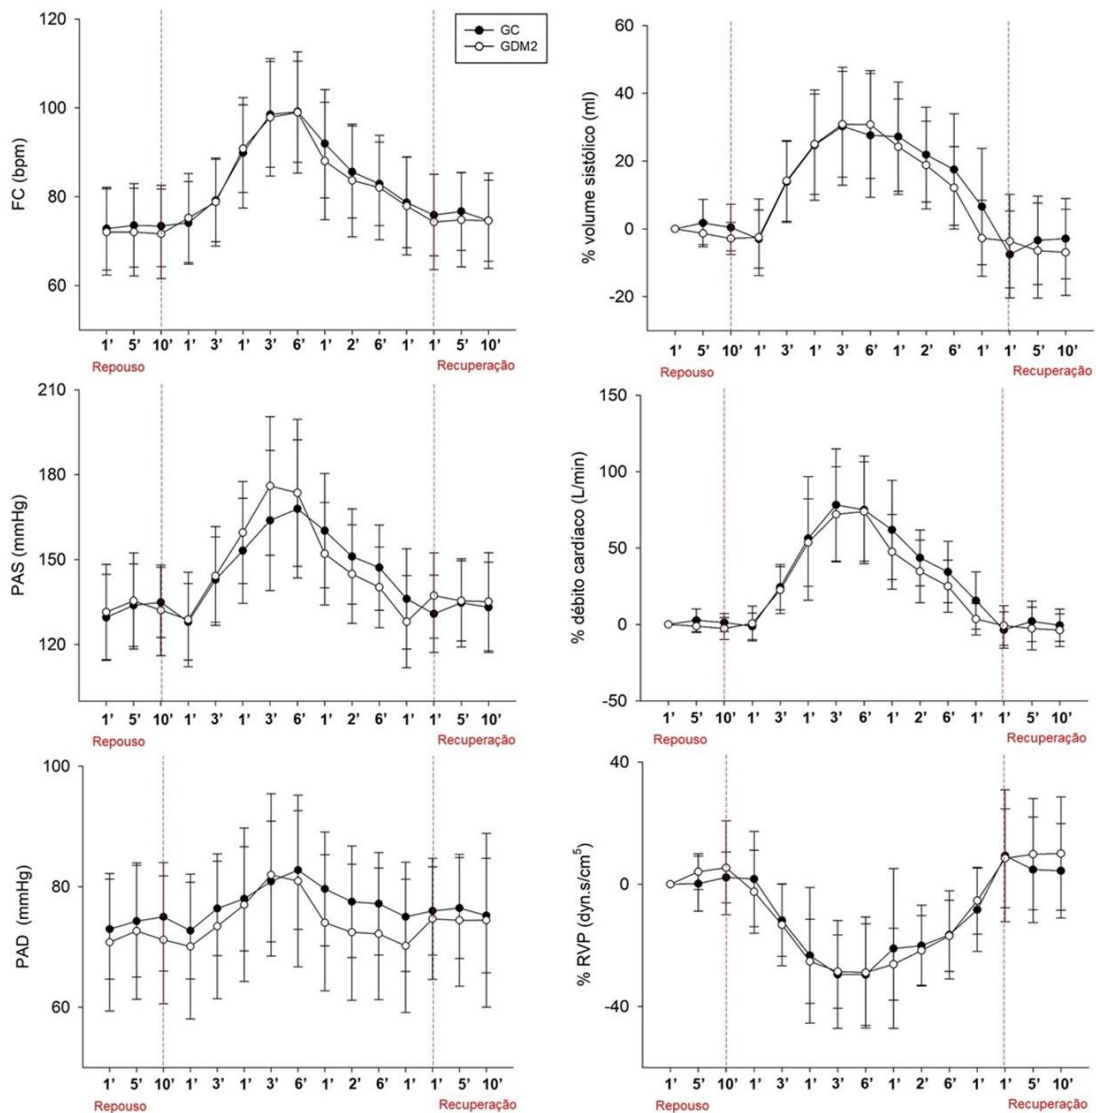 GC
GDM2
120
100
80
60
FC (bpm)
1' 5' 10' 1' 3' 1' 3' 6' 1' 2' 6' 1' 1' 5' 10'
Repouso Recuperação
60
40
20
0
-20
% volume sistólico (ml)
1' 5' 10' 1' 3' 1' 3' 6' 1' 2' 6' 1' 1' 5' 10'
Repouso Recuperação
210
180
150
120
PAS (mmHg)
1' 5' 10' 1' 3' 1' 3' 6' 1' 2' 6' 1' 1' 5' 10'
Repouso Recuperação
150
100
50
0
-50
% débito cardíaco (L/min)
1' 5' 10' 1' 3' 1' 3' 6' 1' 2' 6' 1' 1' 5' 10'
Repouso Recuperação
100
80
60
PAD (mmHg)
1' 5' 10' 1' 3' 1' 3' 6' 1' 2' 6' 1' 1' 5' 10'
Repouso Recuperação
40
0
-40
% RVP (dyn.s/cm⁵)
1' 5' 10' 1' 3' 1' 3' 6' 1' 2' 6' 1' 1' 5' 10'
Repouso Recuperação